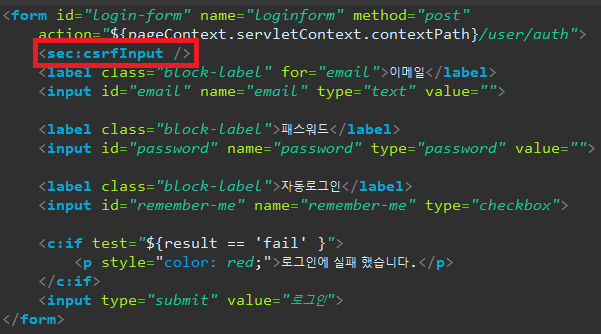 <form id="login-form" name="loginform" method="post"
action="${pageContext.servletContext.contextPath}/user/auth">
<sec:csrfInput />
<label class="block-label" for="email">이메일</label>
<input id="email" name="email" type="text" value="">
<label class="block-label">패스워드</label>
<input id="password" name="password" type="password" value="">
<label class="block-label">자동로그인</label>
<input id="remember-me" name="remember-me" type="checkbox">
<c:if test="${result == 'fail' }">
<p style="color: red;">로그인에 실패 했습니다.</p>
</c:if>
<input type="submit" value="로그인">
</form>